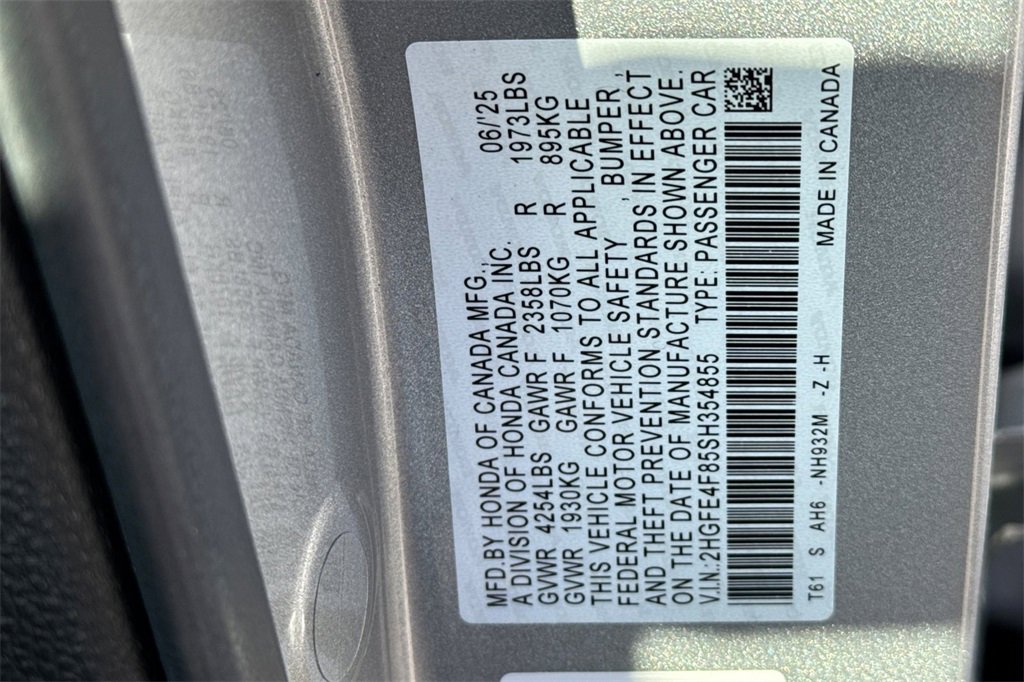 MFD.BY HONDA OF CANADA MFG., 06/'25
A DIVISION OF HONDA CANADA INC.
GVWR 4254LBS GAWR F 2358LBS R 1973LBS
GVWR 1930KG GAWR F 1070KG R 895KG
THIS VEHICLE CONFORMS TO ALL APPLICABLE
FEDERAL MOTOR VEHICLE SAFETY , BUMPER ,
AND THEFT PREVENTION STANDARDS IN EFFECT
ON THE DATE OF MANUFACTURE SHOWN ABOVE.
V.I.N.:2HGFE4F85SH354855 TYPE: PASSENGER CAR
T61 S AH6 -NH932M -Z -H MADE IN CANADA